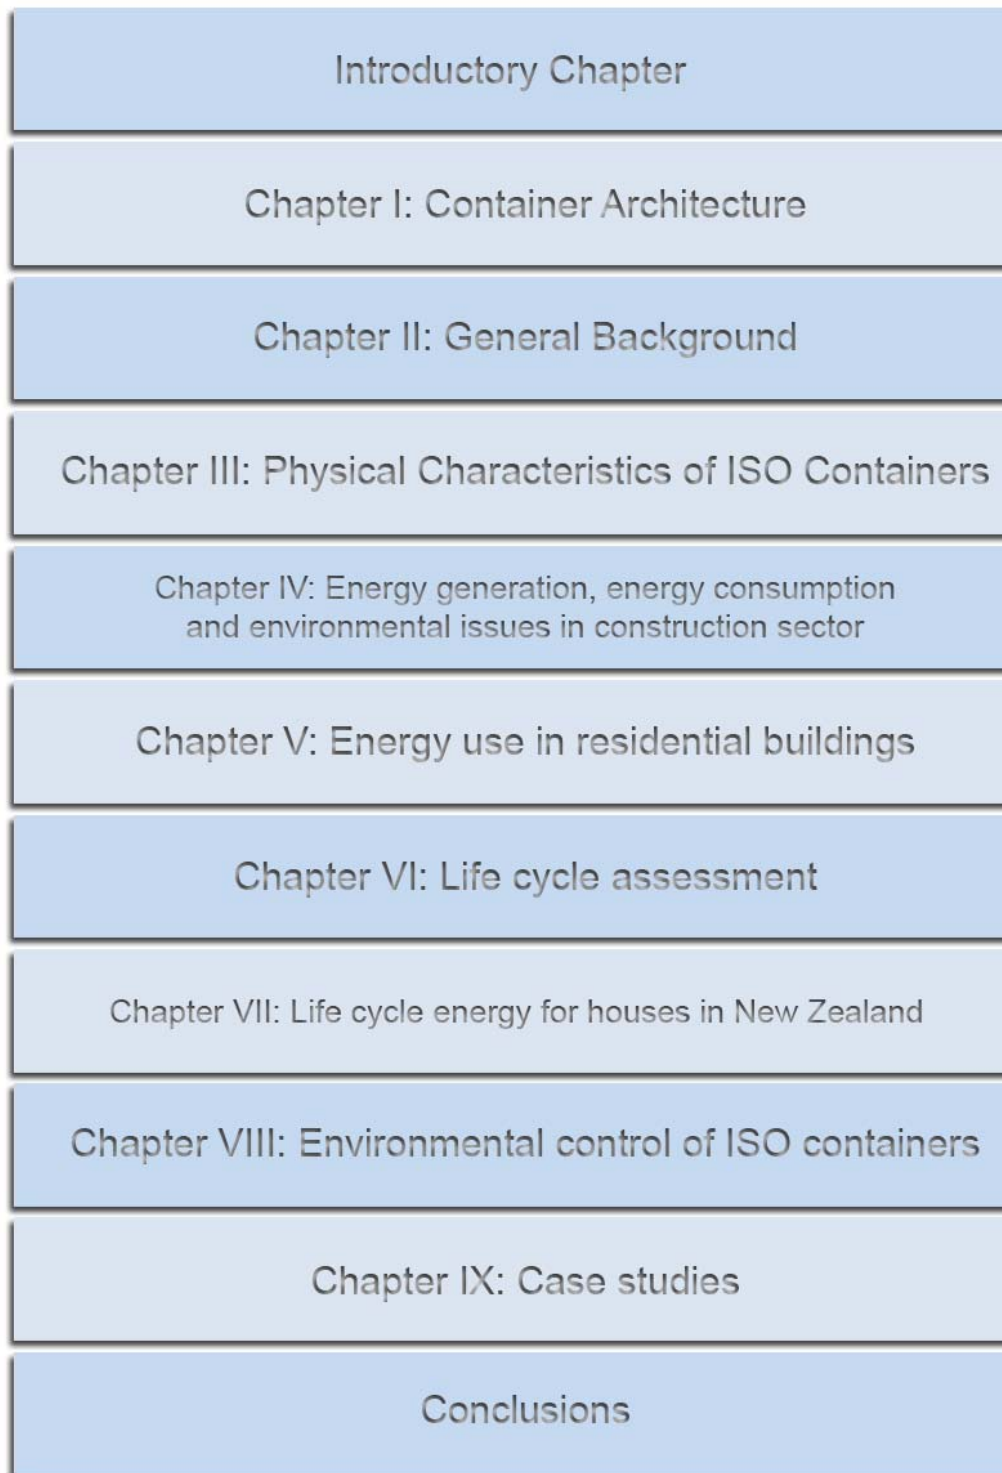 Introductory Chapter
Chapter I: Container Architecture
Chapter II: General Background
Chapter III: Physical Characteristics of ISO Containers
Chapter IV: Energy generation, energy consumption
and environmental issues in construction sector
Chapter V: Energy use in residential buildings
Chapter VI: Life cycle assessment
Chapter VII: Life cycle energy for houses in New Zealand
Chapter VIII: Environmental control of ISO containers
Chapter IX: Case studies
Conclusions